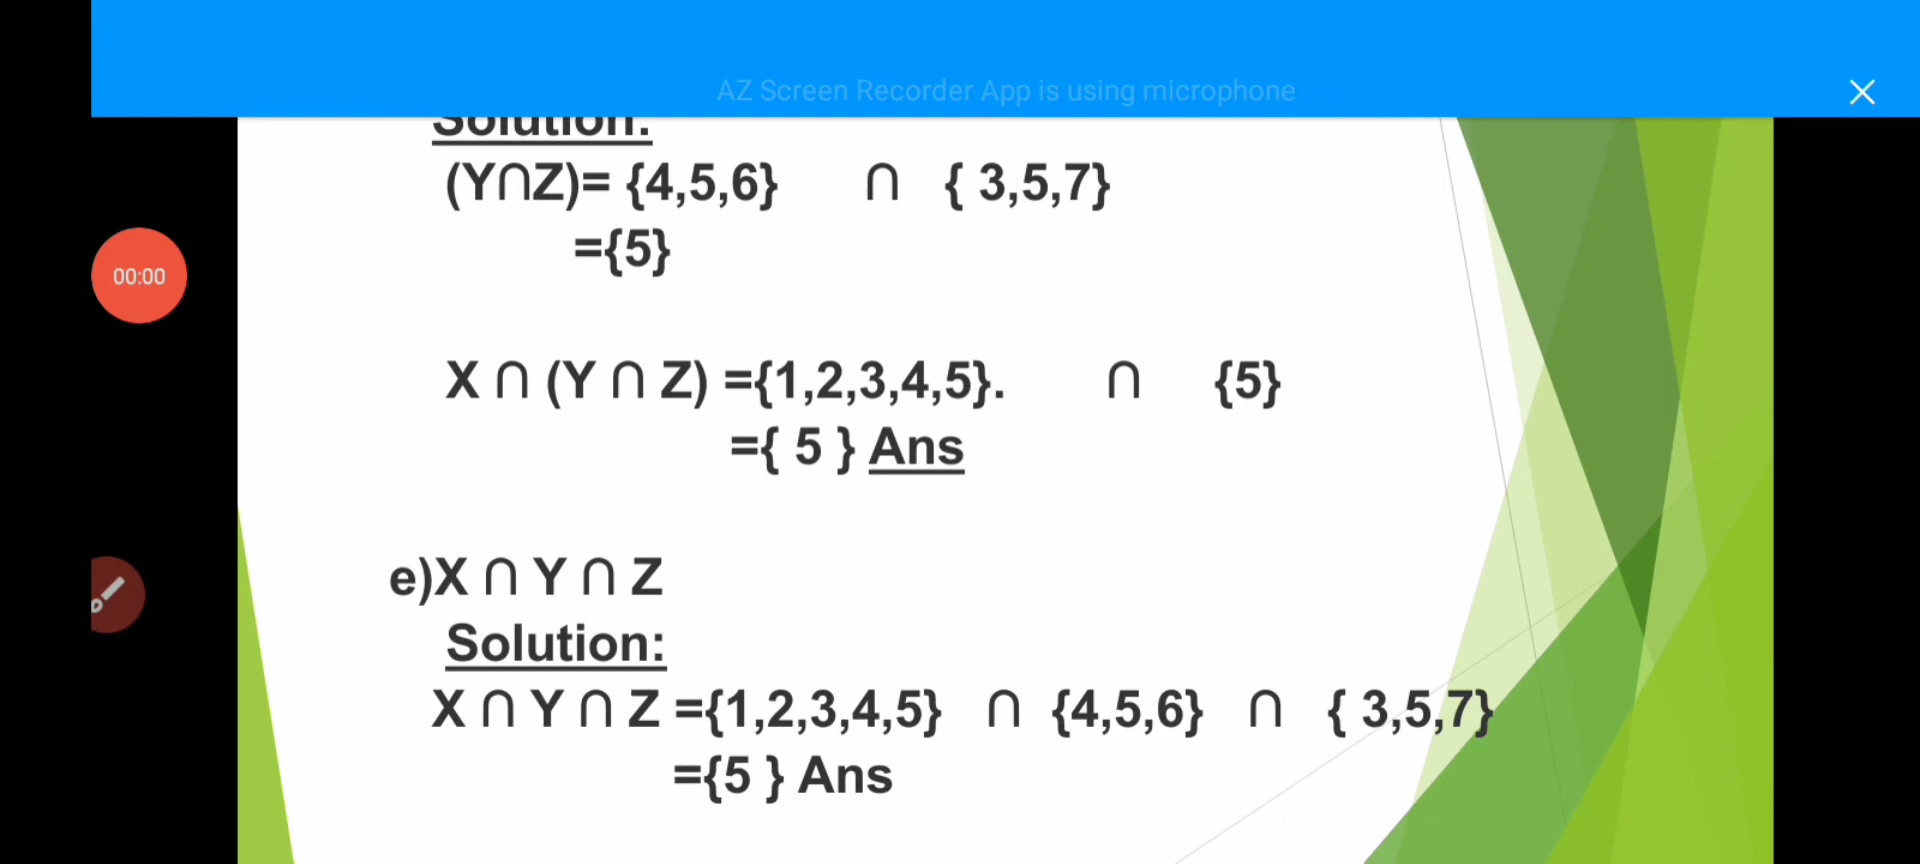 AZ Screen Recorder App is using microphone
Solution:
(Y∩Z)= {4,5,6} ∩ { 3,5,7}
={5}
00:00
X ∩ (Y ∩ Z) ={1,2,3,4,5}. ∩ {5}
={ 5 } Ans
e)X ∩ Y ∩ Z
Solution:
X ∩ Y ∩ Z ={1,2,3,4,5} ∩ {4,5,6} ∩ { 3,5,7}
={5 } Ans